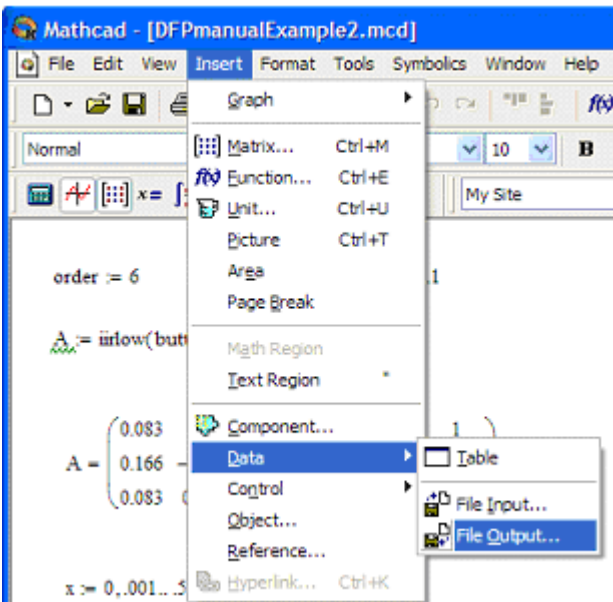 Mathcad - [DFPmanualExample2.mcd]
File Edit View Insert Format Tools Symbolics Window Help
Graph
f(x)
Normal
10 B
Matrix... Ctrl+M
Function... Ctrl+E
x=
My Site
Unit... Ctrl+U
Picture Ctrl+T
order := 6
Area
.1
Page Break
A := iirlow(butt
Math Region
Text Region "
0.083
Component...
1
A = 0.166 -
Data
Table
0.083
Control
File Input...
Object...
File Output...
Reference...
x := 0,.001.. .5
Hyperlink... Ctrl+K